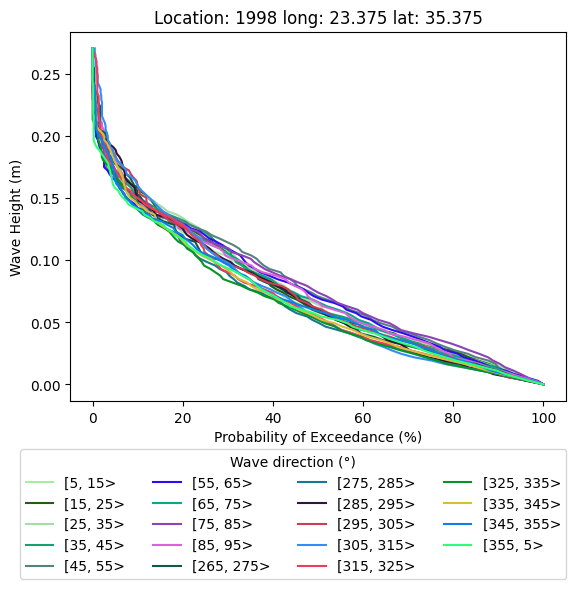 Location: 1998 long: 23.375 lat: 35.375
0.25
0.20
0.15
0.10
0.05
0.00
Wave Height (m)
0 20 40 60 80 100
Probability of Exceedance (%)
Wave direction (°)
[5, 15> [55, 65> [275, 285> [325, 335>
[15, 25> [65, 75> [285, 295> [335, 345>
[25, 35> [75, 85> [295, 305> [345, 355>
[35, 45> [85, 95> [305, 315> [355, 5>
[45, 55> [265, 275> [315, 325>